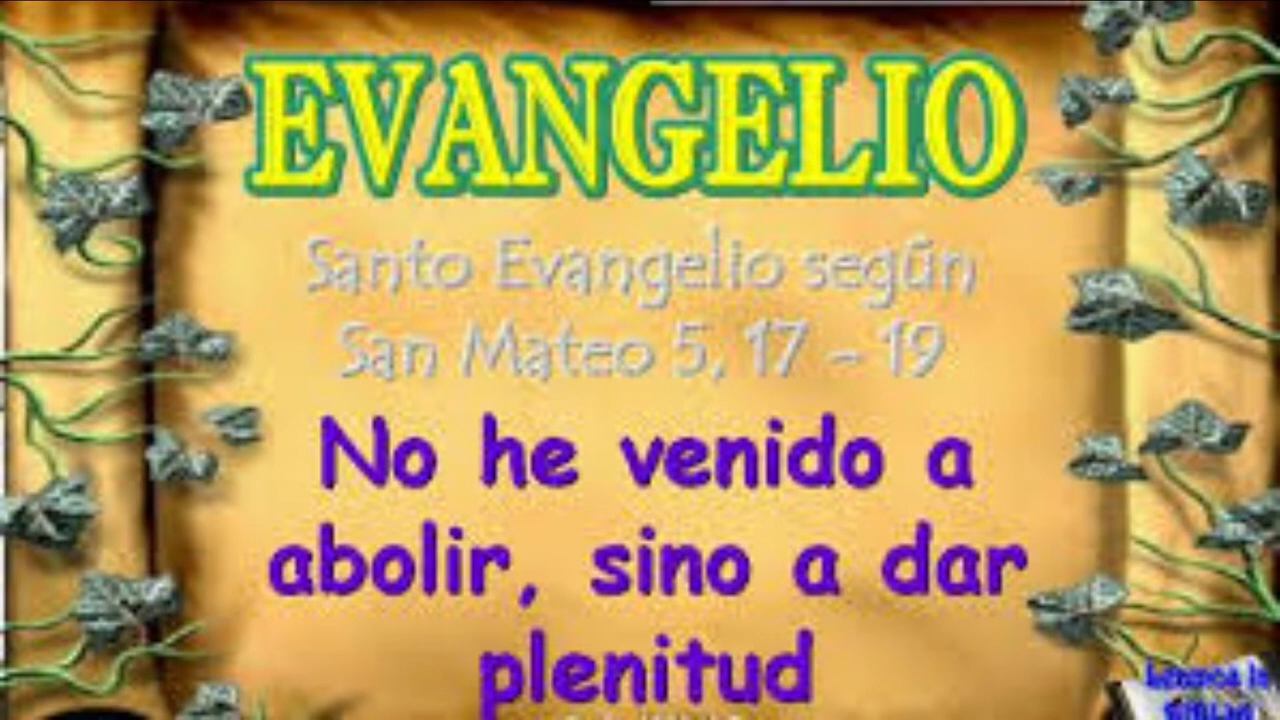 EVANGELIO
Santo Evangelio según
San Mateo 5, 17 - 19
No he venido a
abolir, sino a dar
plenitud